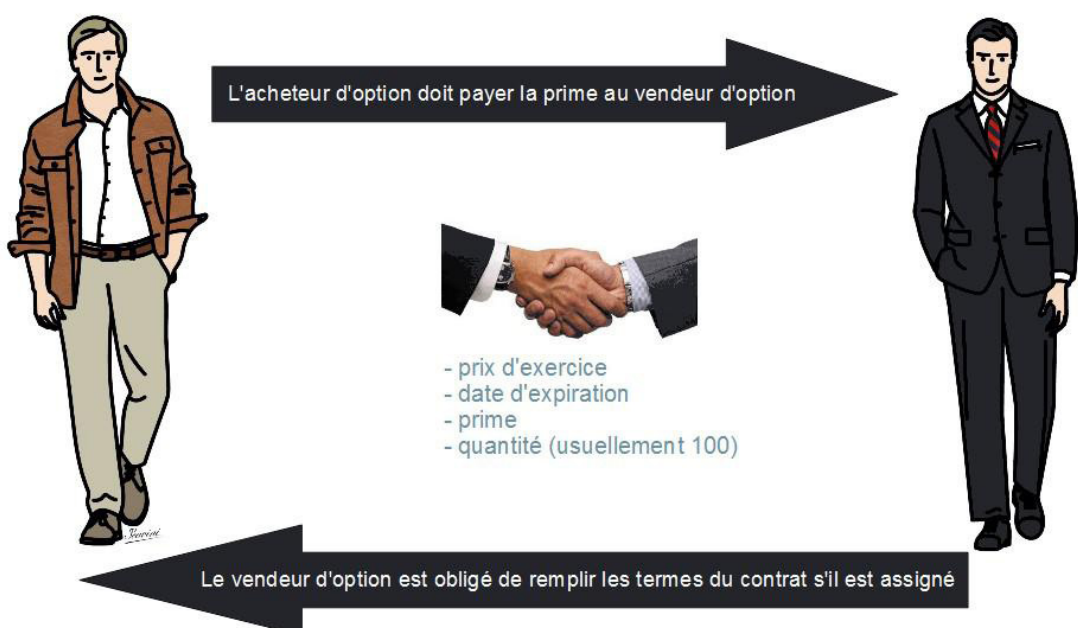 L'acheteur d'option doit payer la prime au vendeur d'option
- prix d'exercice
- date d'expiration
- prime
- quantité (usuellement 100)
Le vendeur d'option est obligé de remplir les termes du contrat s'il est assigné